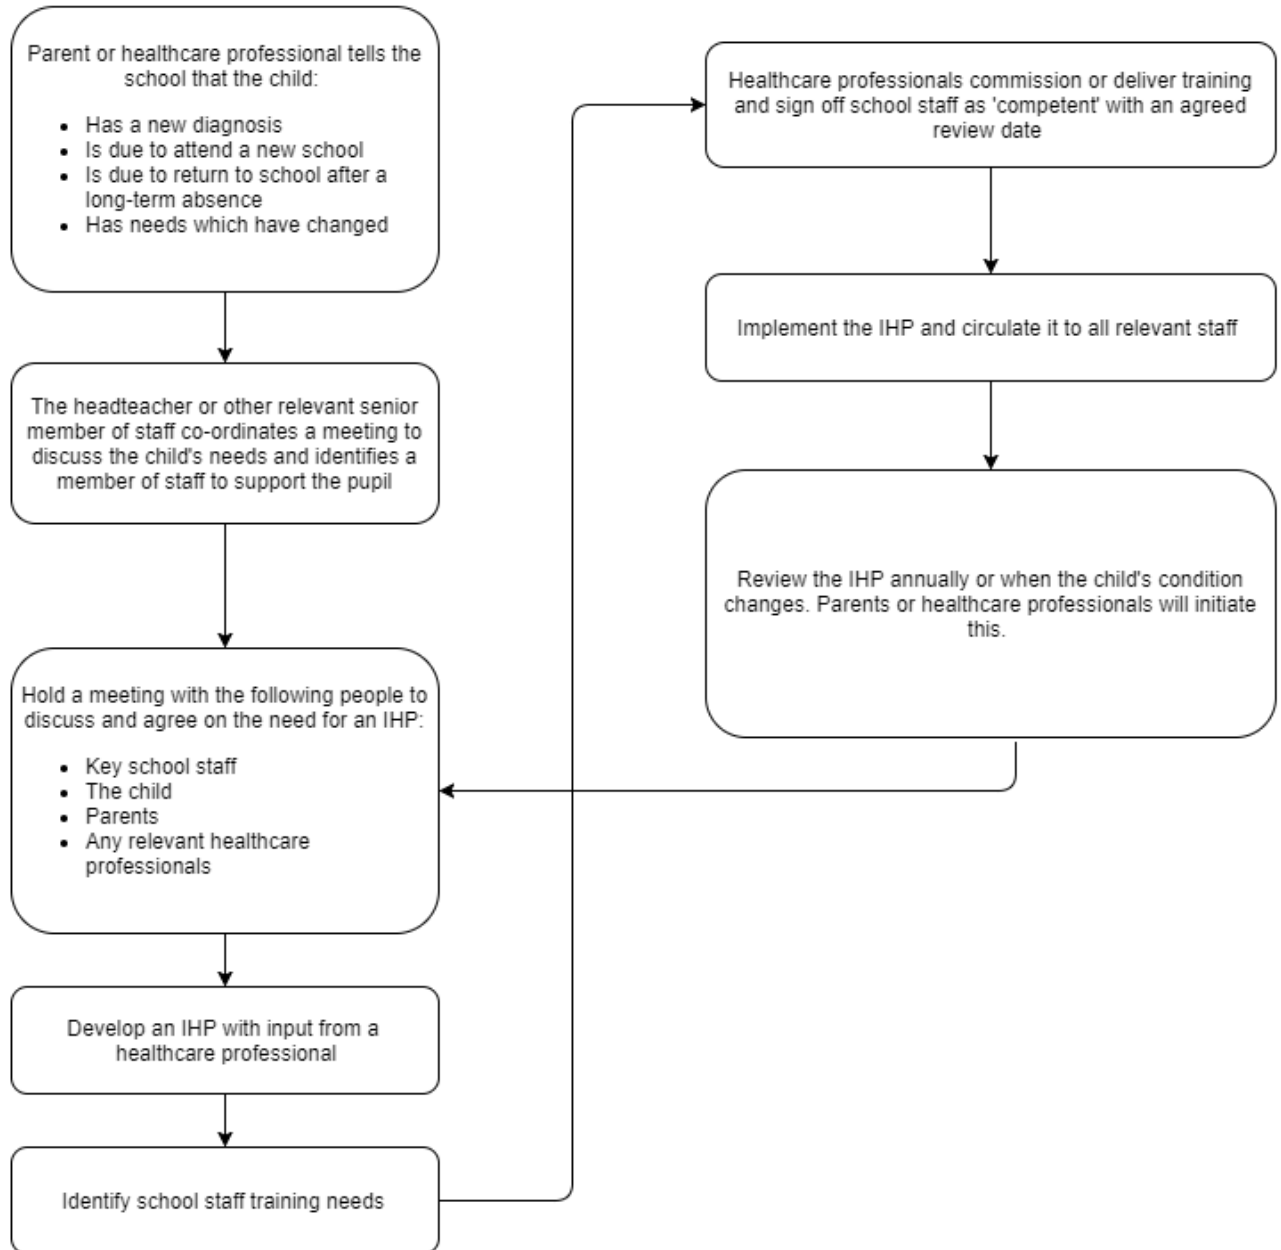 Parent or healthcare professional tells the
school that the child:
• Has a new diagnosis
• Is due to attend a new school
• Is due to return to school after a
long-term absence
• Has needs which have changed
The headteacher or other relevant senior
member of staff co-ordinates a meeting to
discuss the child's needs and identifies a
member of staff to support the pupil
Hold a meeting with the following people to
discuss and agree on the need for an IHP:
• Key school staff
• The child
• Parents
• Any relevant healthcare
professionals
Develop an IHP with input from a
healthcare professional
Identify school staff training needs
Healthcare professionals commission or deliver training
and sign off school staff as 'competent' with an agreed
review date
Implement the IHP and circulate it to all relevant staff
Review the IHP annually or when the child's condition
changes. Parents or healthcare professionals will initiate
this.